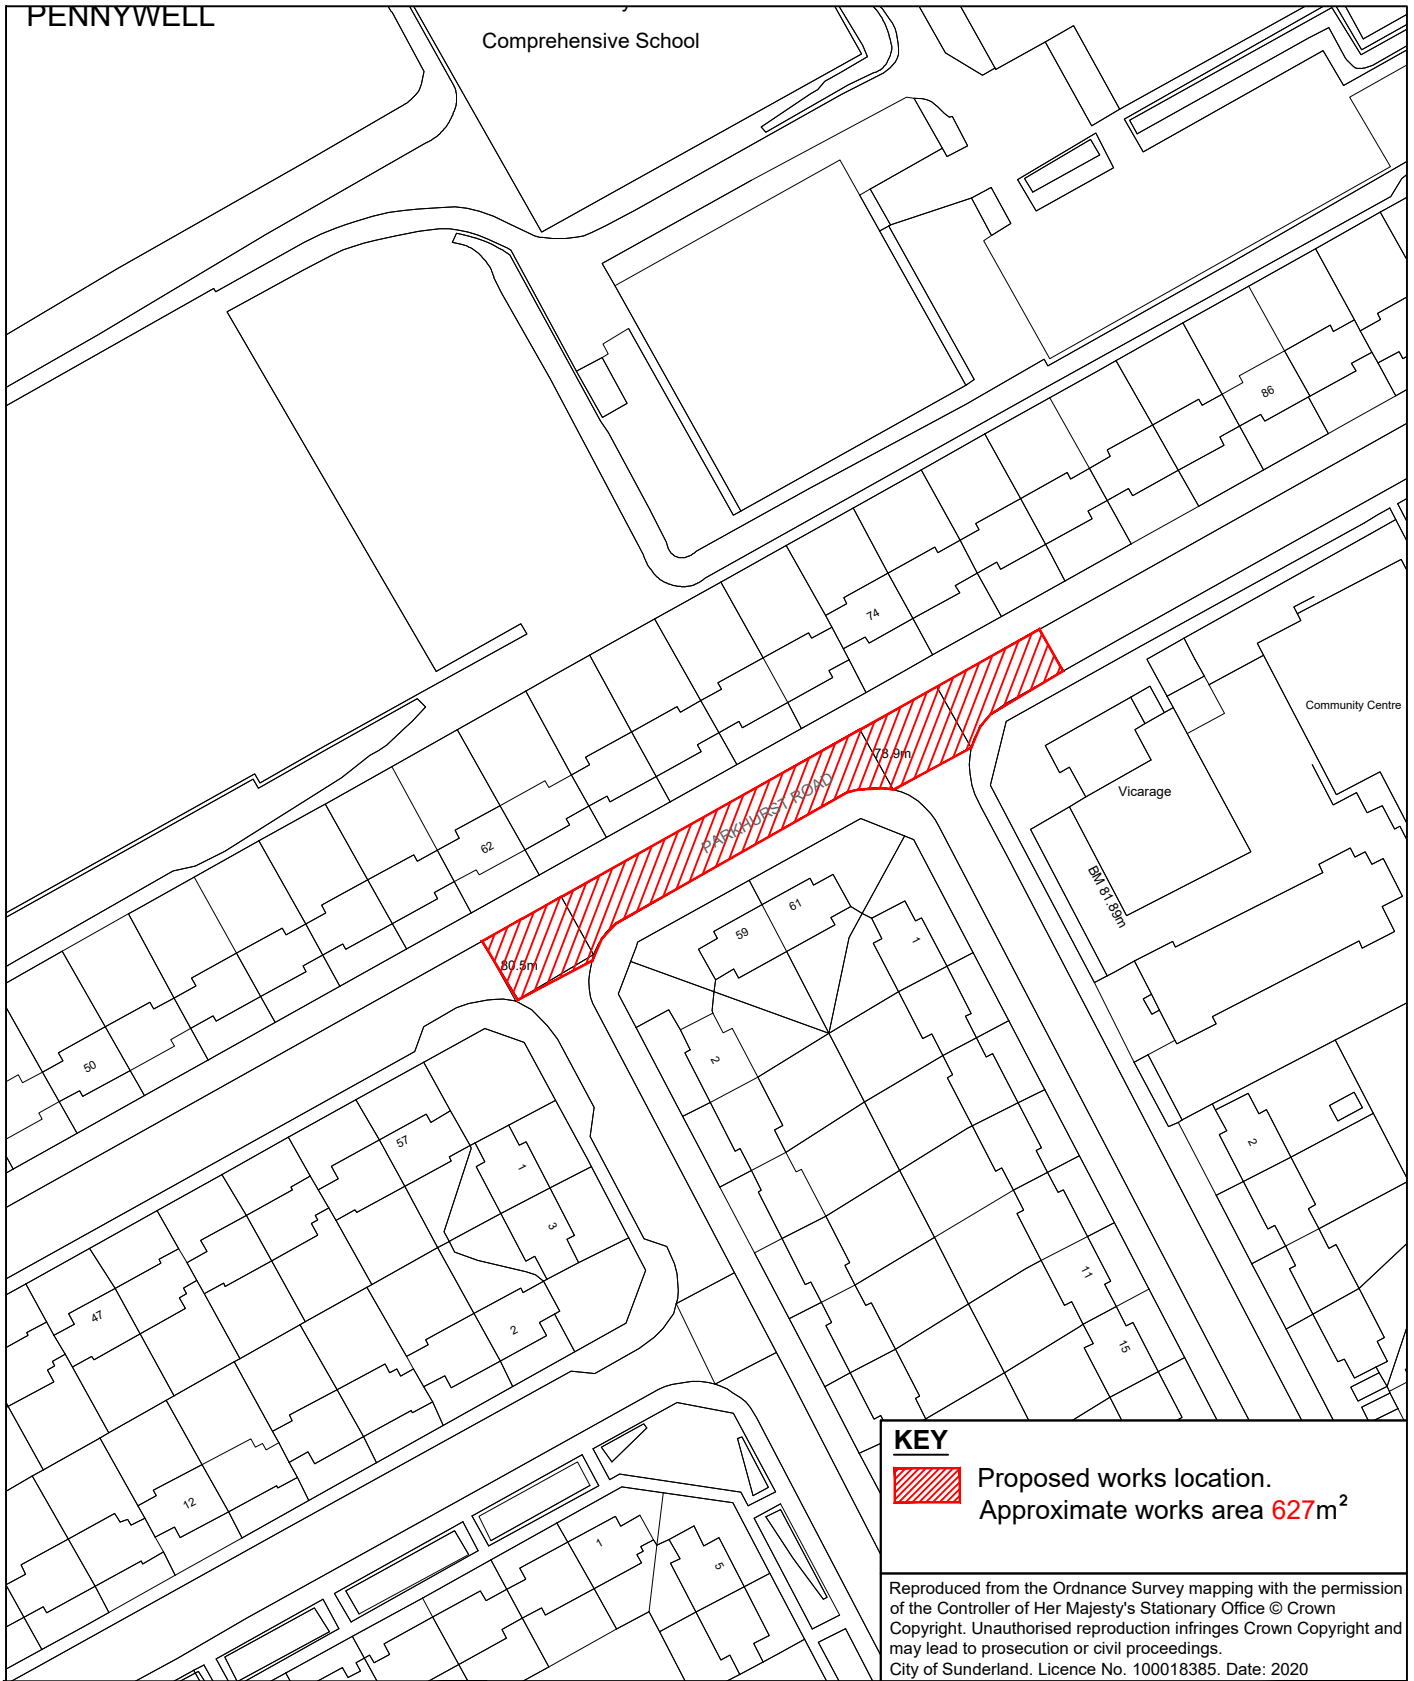 PENNYWELL
Comprehensive School
86
74
Community Centre
78.9m
Vicarage
PARKHURST ROAD
62
BM 81.89m
61
59
1
80.5m
50
2
57
1
2
3
11
47
2
15
12
1
5
KEY
Proposed works location.
Approximate works area 627m²
Reproduced from the Ordnance Survey mapping with the permission
of the Controller of Her Majesty's Stationary Office © Crown
Copyright. Unauthorised reproduction infringes Crown Copyright and
may lead to prosecution or civil proceedings.
City of Sunderland. Licence No. 100018385. Date: 2020